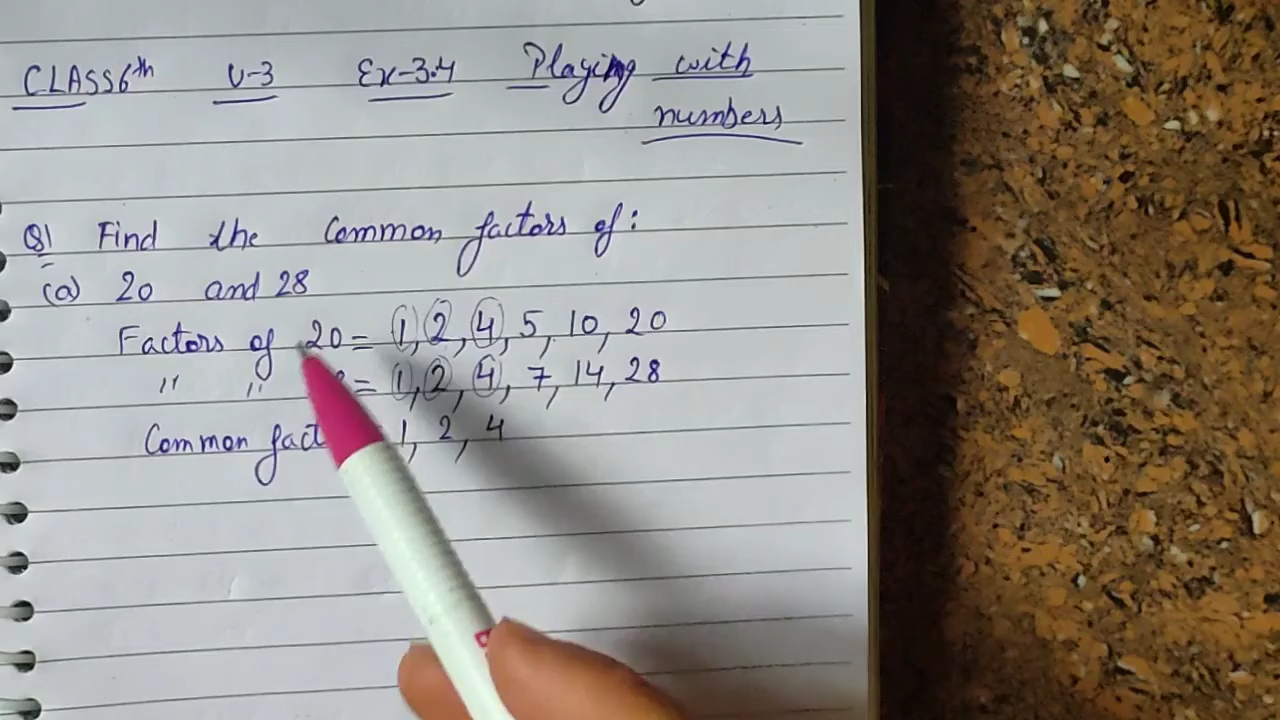 CLASS 6th U-3 Ex-3.4 Playing with
numbers
Q1 Find the Common factors of:
(a) 20 and 28
Factors of 20 = 1, 2, 4, 5, 10, 20
" " = 1, 2, 4, 7, 14, 28
Common 1, 2, 4